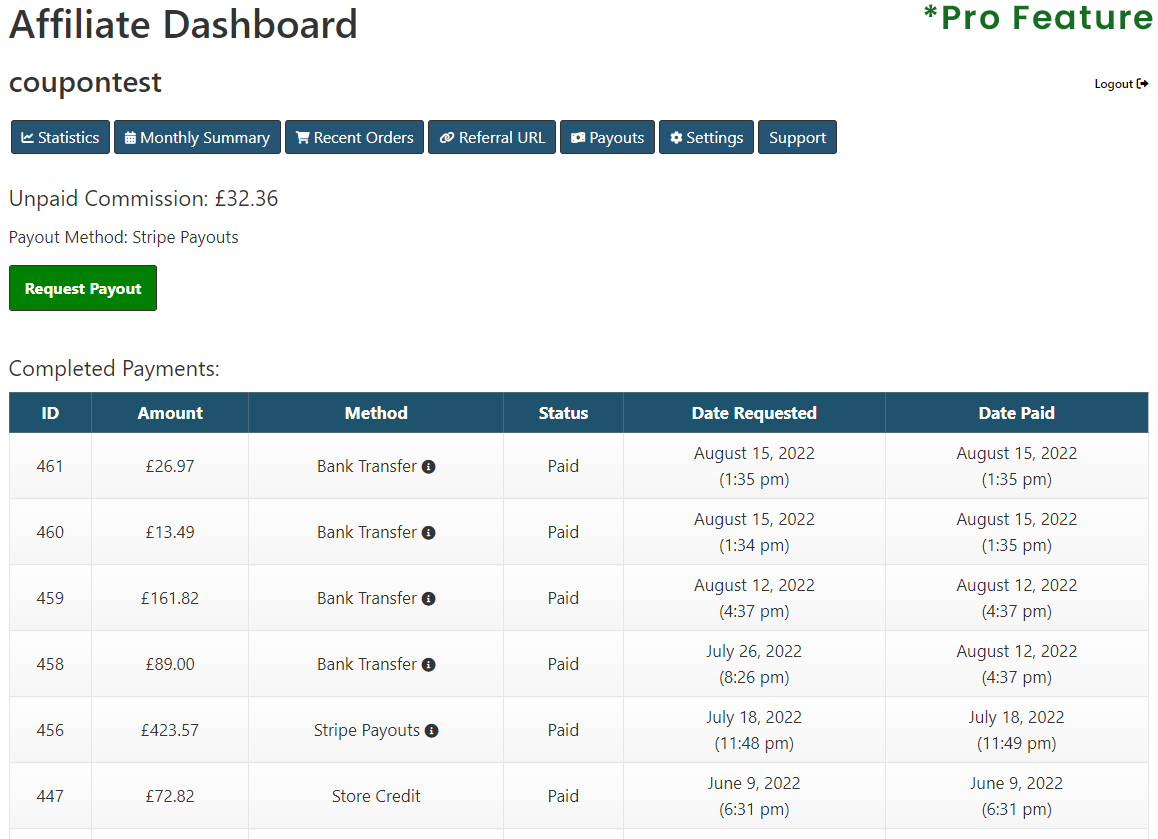 Affiliate Dashboard
*Pro Feature
coupontest
Logout
Statistics Monthly Summary Recent Orders Referral URL Payouts Settings Support
Unpaid Commission: £32.36
Payout Method: Stripe Payouts
Request Payout
Completed Payments:
ID Amount Method Status Date Requested Date Paid
461 £26.97 Bank Transfer Paid August 15, 2022 (1:35 pm) August 15, 2022 (1:35 pm)
460 £13.49 Bank Transfer Paid August 15, 2022 (1:34 pm) August 15, 2022 (1:35 pm)
459 £161.82 Bank Transfer Paid August 12, 2022 (4:37 pm) August 12, 2022 (4:37 pm)
458 £89.00 Bank Transfer Paid July 26, 2022 (8:26 pm) August 12, 2022 (4:37 pm)
456 £423.57 Stripe Payouts Paid July 18, 2022 (11:48 pm) July 18, 2022 (11:49 pm)
447 £72.82 Store Credit Paid June 9, 2022 (6:31 pm) June 9, 2022 (6:31 pm)